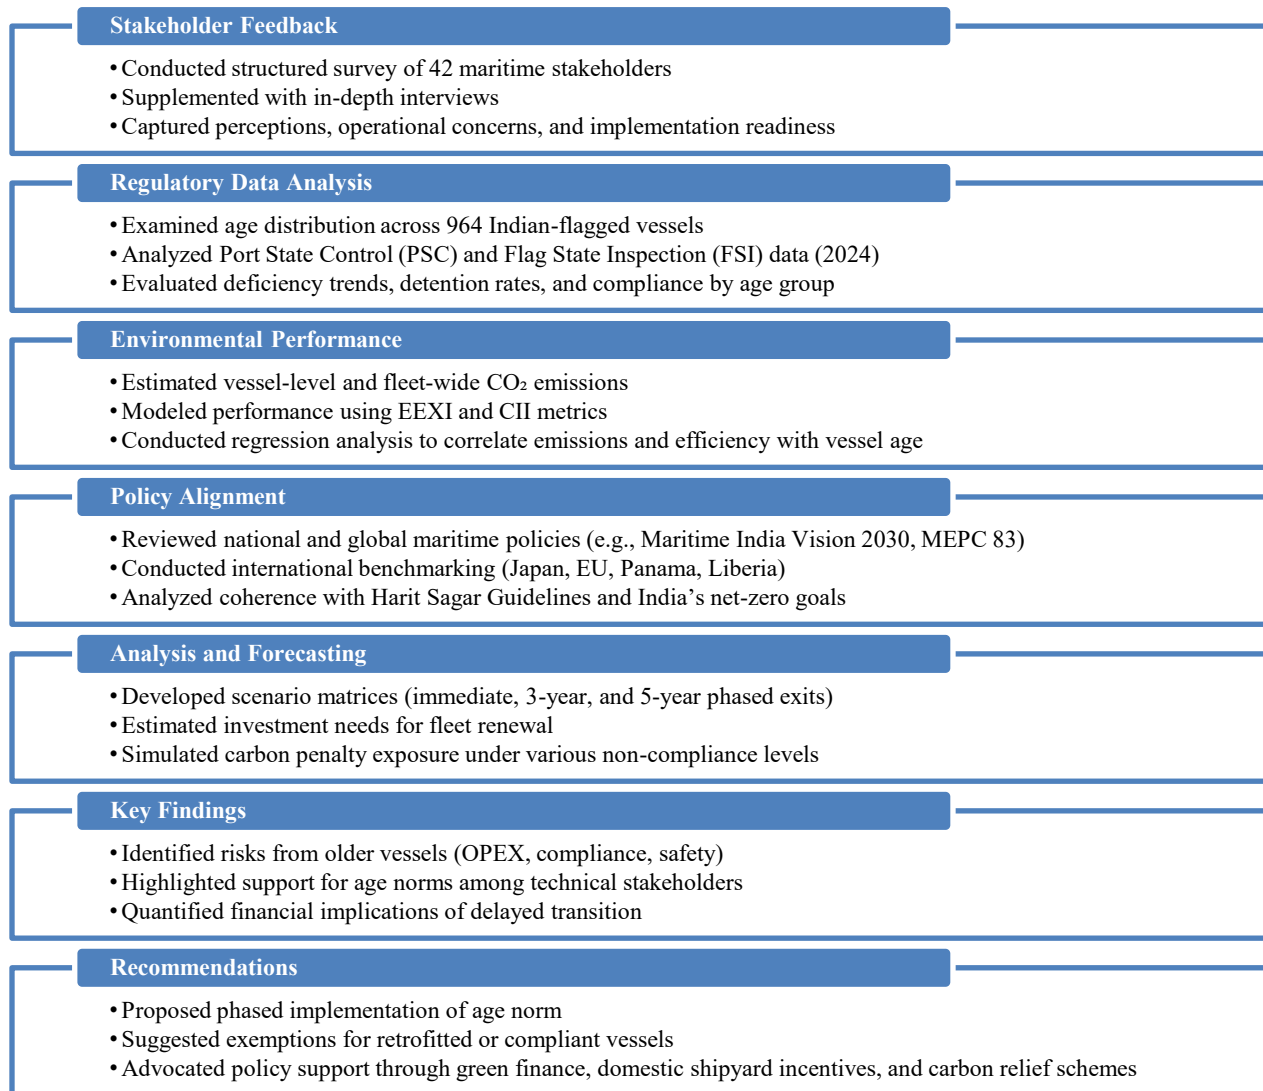 Stakeholder Feedback
• Conducted structured survey of 42 maritime stakeholders
• Supplemented with in-depth interviews
• Captured perceptions, operational concerns, and implementation readiness
Regulatory Data Analysis
• Examined age distribution across 964 Indian-flagged vessels
• Analyzed Port State Control (PSC) and Flag State Inspection (FSI) data (2024)
• Evaluated deficiency trends, detention rates, and compliance by age group
Environmental Performance
• Estimated vessel-level and fleet-wide CO₂ emissions
• Modeled performance using EEXI and CII metrics
• Conducted regression analysis to correlate emissions and efficiency with vessel age
Policy Alignment
• Reviewed national and global maritime policies (e.g., Maritime India Vision 2030, MEPC 83)
• Conducted international benchmarking (Japan, EU, Panama, Liberia)
• Analyzed coherence with Harit Sagar Guidelines and India’s net-zero goals
Analysis and Forecasting
• Developed scenario matrices (immediate, 3-year, and 5-year phased exits)
• Estimated investment needs for fleet renewal
• Simulated carbon penalty exposure under various non-compliance levels
Key Findings
• Identified risks from older vessels (OPEX, compliance, safety)
• Highlighted support for age norms among technical stakeholders
• Quantified financial implications of delayed transition
Recommendations
• Proposed phased implementation of age norm
• Suggested exemptions for retrofitted or compliant vessels
• Advocated policy support through green finance, domestic shipyard incentives, and carbon relief schemes